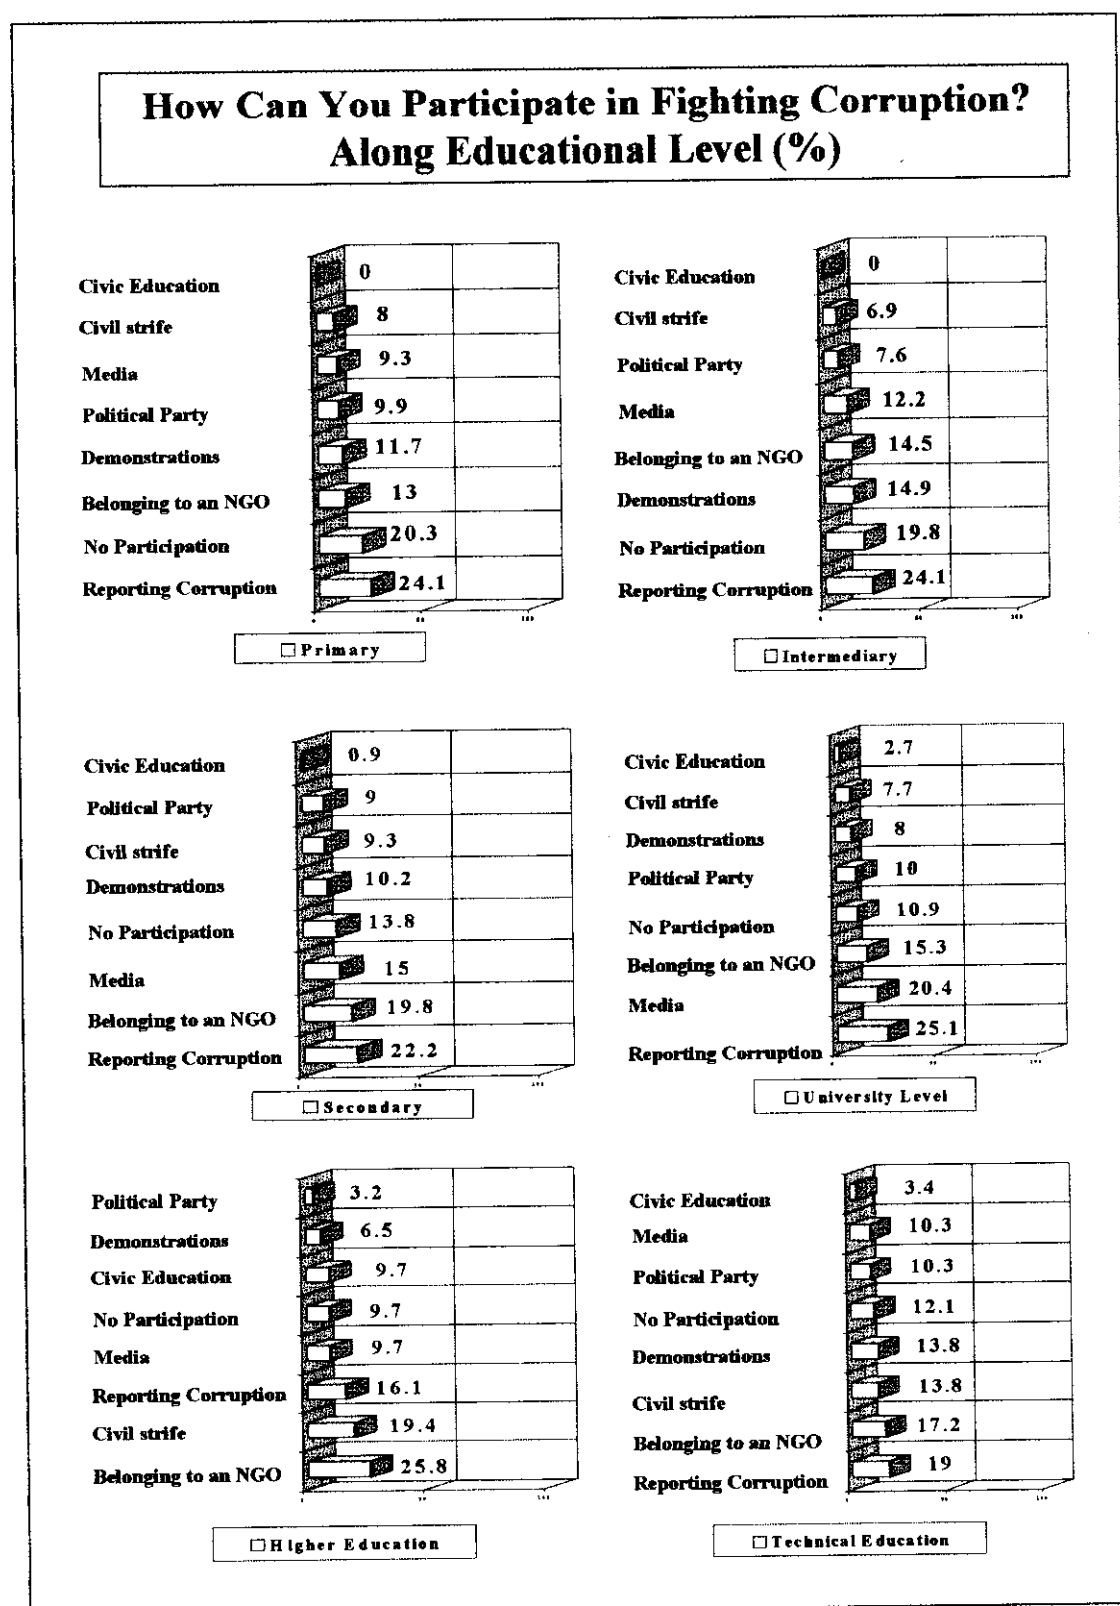 How Can You Participate in Fighting Corruption?
Along Educational Level (%)
Civic Education 0
Civil strife 8
Media 9.3
Political Party 9.9
Demonstrations 11.7
Belonging to an NGO 13
No Participation 20.3
Reporting Corruption 24.1
Primary
Civic Education 0
Civil strife 6.9
Political Party 7.6
Media 12.2
Belonging to an NGO 14.5
Demonstrations 14.9
No Participation 19.8
Reporting Corruption 24.1
Intermediary
Civic Education 0.9
Political Party 9
Civil strife 9.3
Demonstrations 10.2
No Participation 13.8
Media 15
Belonging to an NGO 19.8
Reporting Corruption 22.2
Secondary
Civic Education 2.7
Civil strife 7.7
Demonstrations 8
Political Party 10
No Participation 10.9
Belonging to an NGO 15.3
Media 20.4
Reporting Corruption 25.1
University Level
Political Party 3.2
Demonstrations 6.5
Civic Education 9.7
No Participation 9.7
Media 9.7
Reporting Corruption 16.1
Civil strife 19.4
Belonging to an NGO 25.8
Higher Education
Civic Education 3.4
Media 10.3
Political Party 10.3
No Participation 12.1
Demonstrations 13.8
Civil strife 13.8
Belonging to an NGO 17.2
Reporting Corruption 19
Technical Education